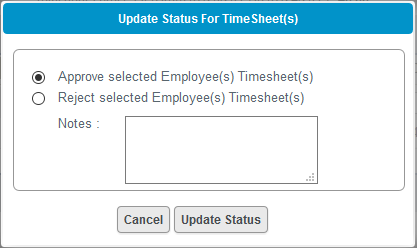 Update Status For TimeSheet(s)
Approve selected Employee(s) Timesheet(s)
Reject selected Employee(s) Timesheet(s)
Notes :
Cancel Update Status